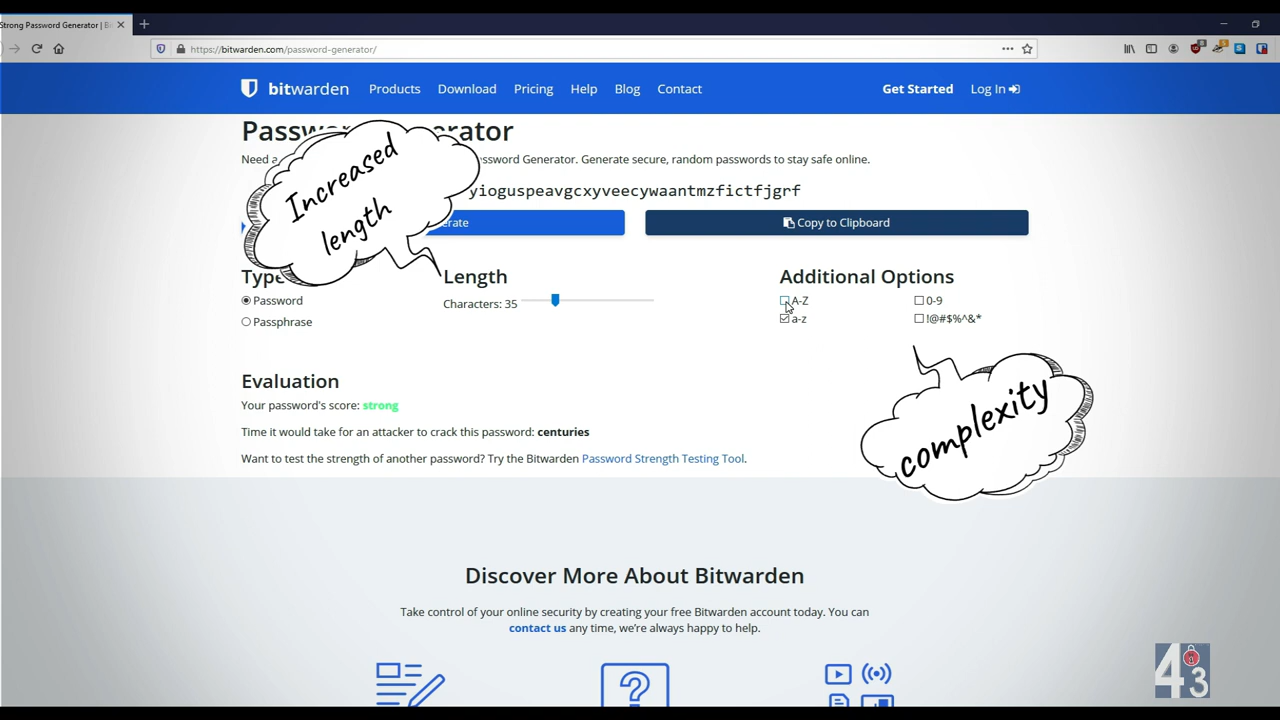 Strong Password Generator | B
https://bitwarden.com/password-generator/
bitwarden Products Download Pricing Help Blog Contact Get Started Log In
Increased
length
Need a
ssword Generator. Generate secure, random passwords to stay safe online.
yioguspeavgcxyveecywaantmzfictfjgrf
Copy to Clipboard
Type Length Additional Options
Password Characters: 35 A-Z 0-9
Passphrase a-z !@#$%^&*
complexity
Evaluation
Your password's score: strong
Time it would take for an attacker to crack this password: centuries
Want to test the strength of another password? Try the Bitwarden Password Strength Testing Tool.
Discover More About Bitwarden
Take control of your online security by creating your free Bitwarden account today. You can
contact us any time, we're always happy to help.
43